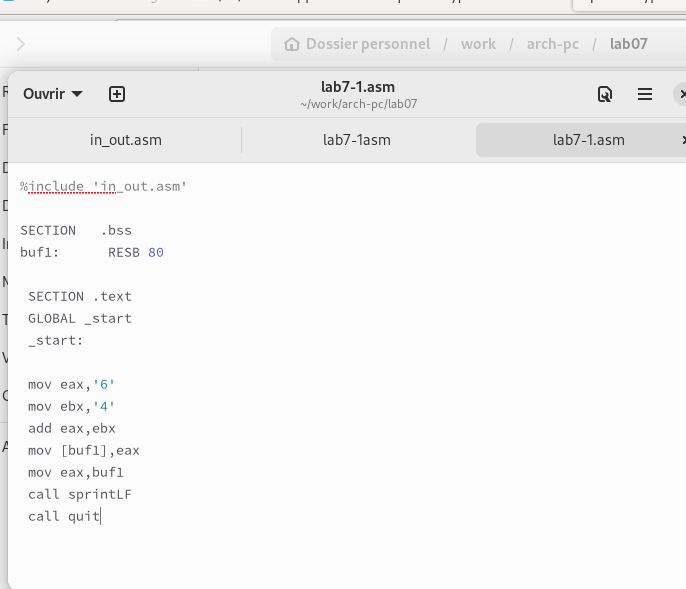 Dossier personnel / work / arch-pc / lab07
Ouvrir
lab7-1.asm
~/work/arch-pc/lab07
in_out.asm
lab7-1asm
lab7-1.asm
%include 'in_out.asm'
SECTION .bss
buf1: RESB 80
SECTION .text
GLOBAL _start
_start:
mov eax,'6'
mov ebx,'4'
add eax,ebx
mov [buf1],eax
mov eax,buf1
call sprintLF
call quit